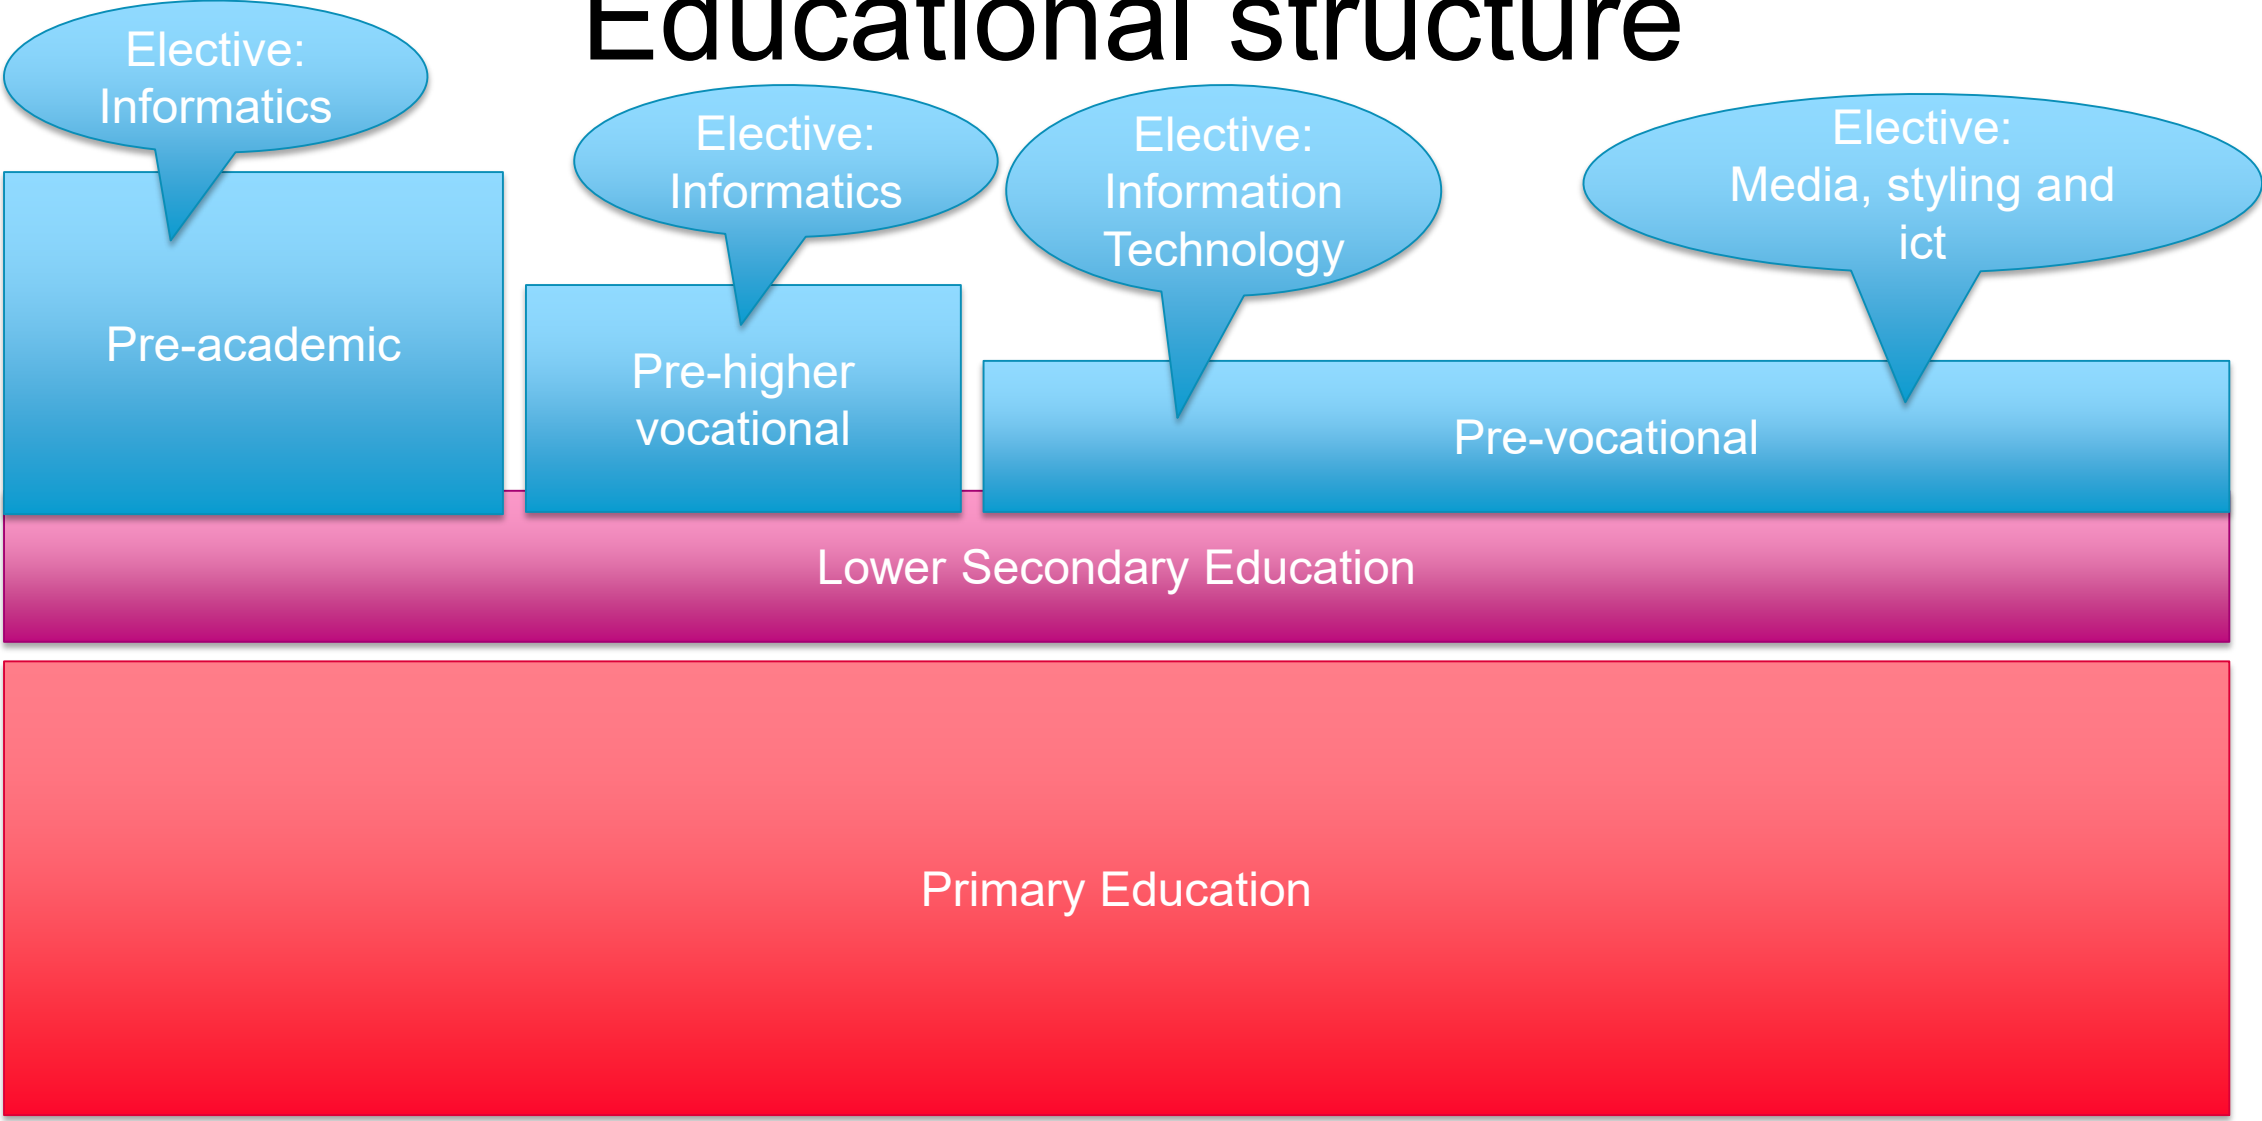 Educational structure
Elective:
Informatics
Elective:
Informatics
Elective:
Information
Technology
Elective:
Media, styling and
ict
Pre-academic
Pre-higher
vocational
Pre-vocational
Lower Secondary Education
Primary Education